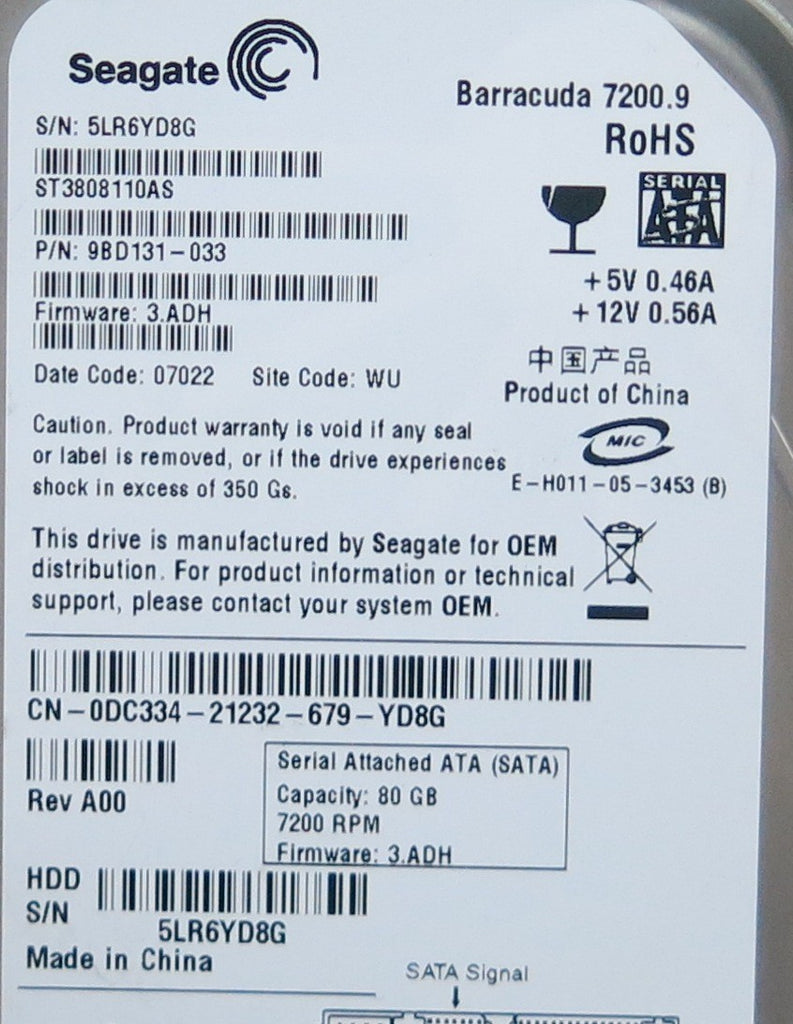 Seagate
Barracuda 7200.9
RoHS
S/N: 5LR6YD8G
ST3808110AS
SERIAL
ATA
P/N: 9BD131-033
+5V 0.46A
+12V 0.56A
Firmware: 3.ADH
Date Code: 07022 Site Code: WU
中国产品
Product of China
Caution. Product warranty is void if any seal
or label is removed, or if the drive experiences
shock in excess of 350 Gs.
MIC
E-H011-05-3453 (B)
This drive is manufactured by Seagate for OEM
distribution. For product information or technical
support, please contact your system OEM.
CN-0DC334-21232-679-YD8G
Rev A00
Serial Attached ATA (SATA)
Capacity: 80 GB
7200 RPM
Firmware: 3.ADH
HDD
S/N
5LR6YD8G
Made in China
SATA Signal